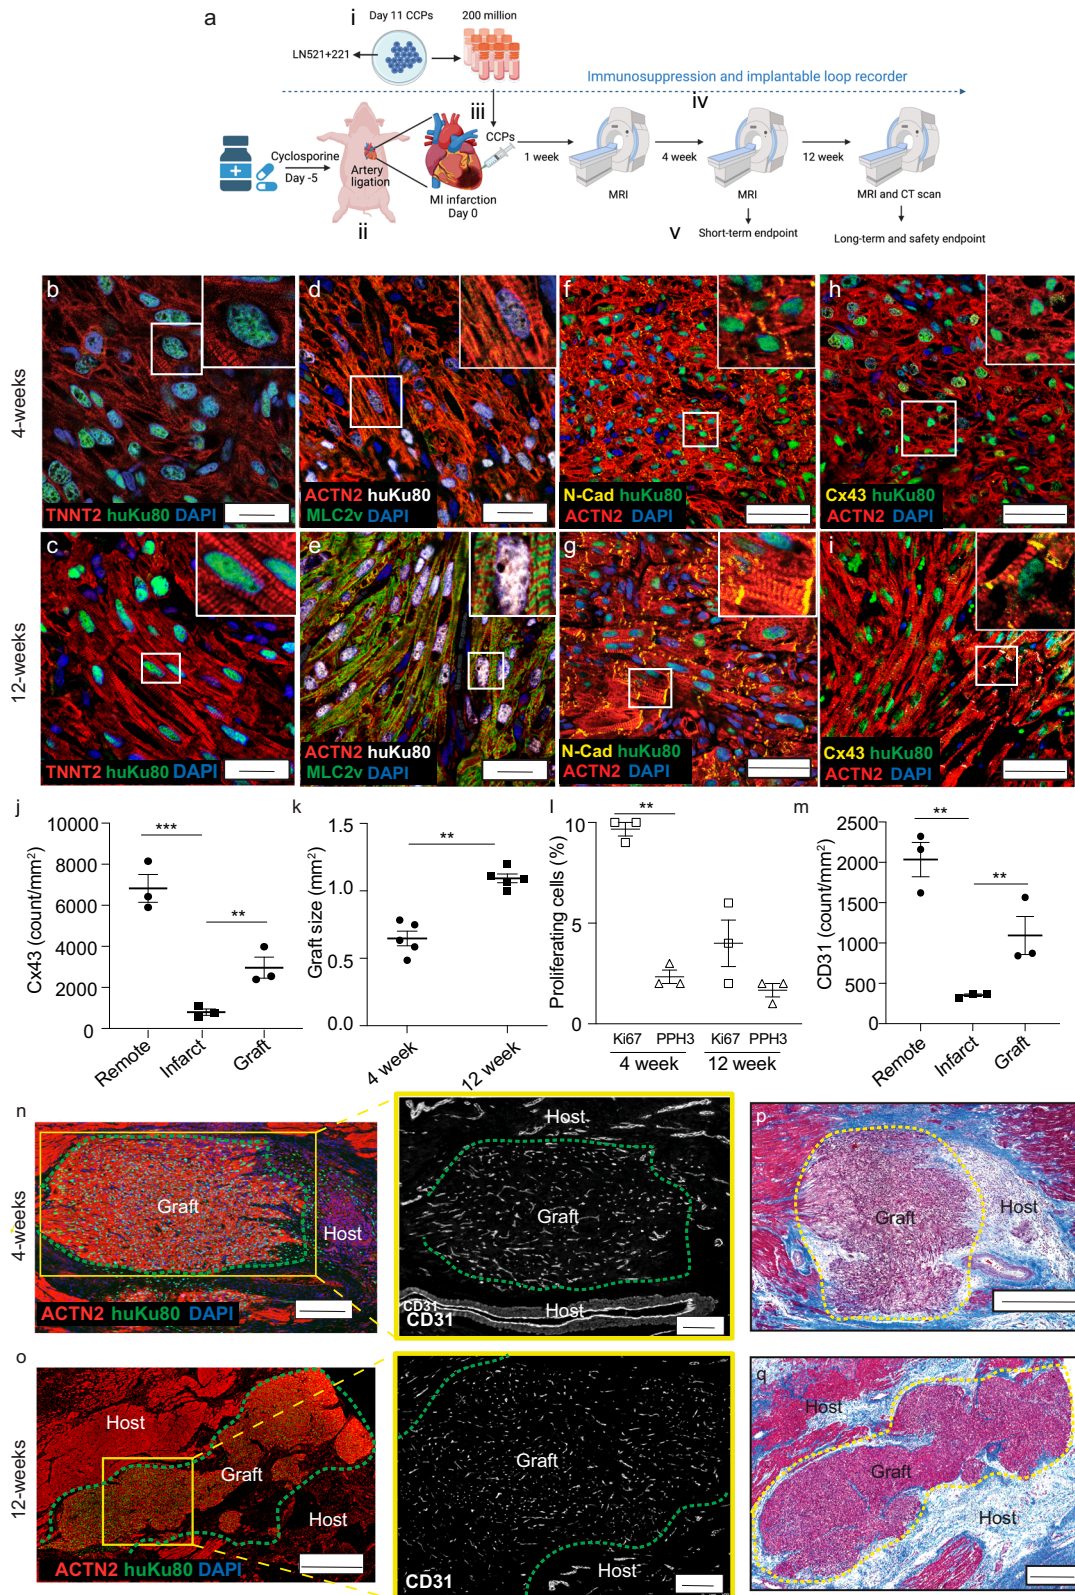 a
i
Day 11 CCPs
200 million
LN521+221
Immunosuppression and implantable loop recorder
iii
iv
CCPs
Cyclosporine
Day -5
Artery
ligation
MI infarction
Day 0
1 week
4 week
12 week
MRI
MRI
MRI and CT scan
ii
v
Short-term endpoint
Long-term and safety endpoint
4-weeks
b
TNNT2 huKu80 DAPI
d
ACTN2 huKu80
MLC2v DAPI
f
N-Cad huKu80
ACTN2 DAPI
h
Cx43 huKu80
ACTN2 DAPI
12-weeks
c
TNNT2 huKu80 DAPI
e
ACTN2 huKu80
MLC2v DAPI
g
N-Cad huKu80
ACTN2 DAPI
i
Cx43 huKu80
ACTN2 DAPI
j
Cx43 (count/mm²)
10000
8000
6000
4000
2000
0
***
**
Remote
Infarct
Graft
k
Graft size (mm²)
1.5
1.0
0.5
0.0
**
4 week
12 week
l
Proliferating cells (%)
10
5
0
**
Ki67 PPH3 Ki67 PPH3
4 week 12 week
m
CD31 (count/mm²)
2500
2000
1500
1000
500
0
**
**
Remote
Infarct
Graft
n
4-weeks
Graft
Host
ACTN2 huKu80 DAPI
Host
Graft
Host
CD31
CD31
p
Graft
Host
o
12-weeks
Host
Graft
Host
ACTN2 huKu80 DAPI
Graft
Host
CD31
q
Host
Graft
Host